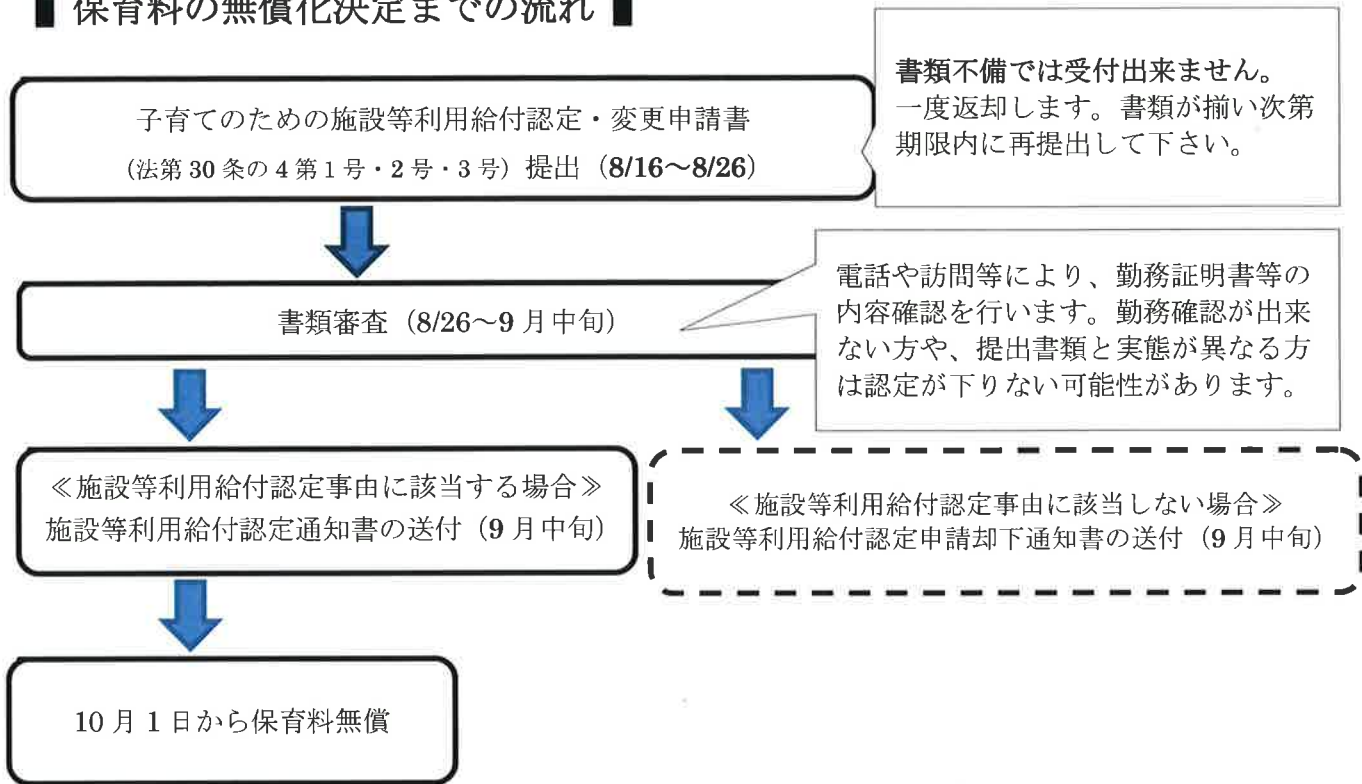 保育料の無償化決定までの流れ
子育てのための施設等利用給付認定・変更申請書
（法第30条の4第1号・2号・3号）提出（8/16～8/26）
書類不備では受付出来ません。
一度返却します。書類が揃い次第
期限内に再提出して下さい。
書類審査（8/26～9月中旬）
電話や訪問等により、勤務証明書等の
内容確認を行います。勤務確認が出来
ない方や、提出書類と実態が異なる方
は認定が下りない可能性があります。
≪施設等利用給付認定事由に該当する場合≫
施設等利用給付認定通知書の送付（9月中旬）
≪施設等利用給付認定事由に該当しない場合≫
施設等利用給付認定申請却下通知書の送付（9月中旬）
10月1日から保育料無償